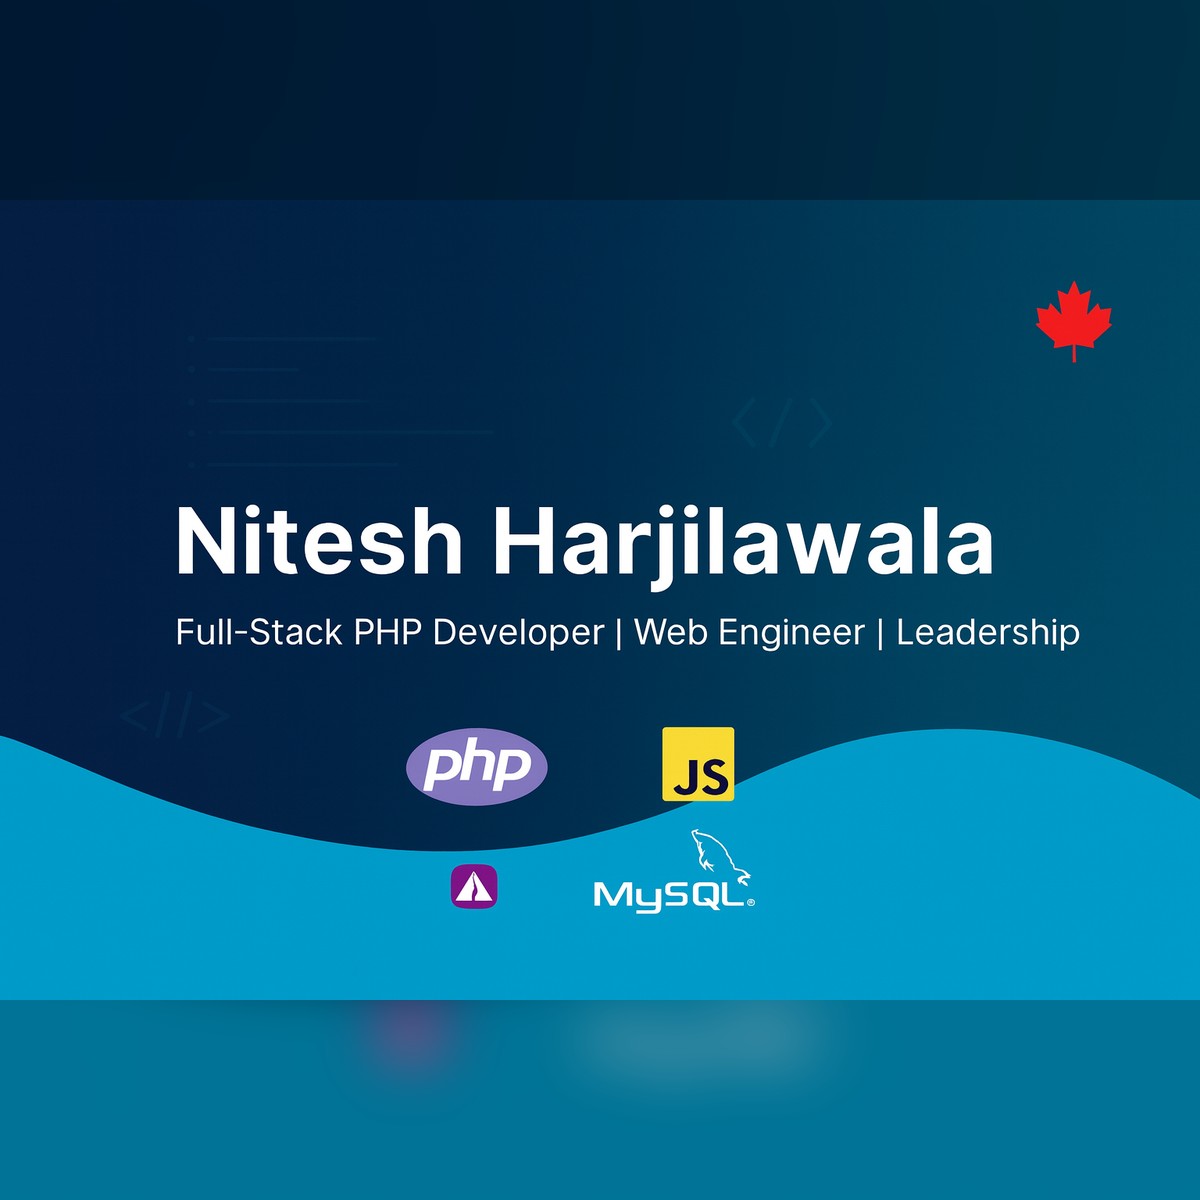 Nitesh Harjilawala
Full-Stack PHP Developer | Web Engineer | Leadership
php
JS
MySQL®